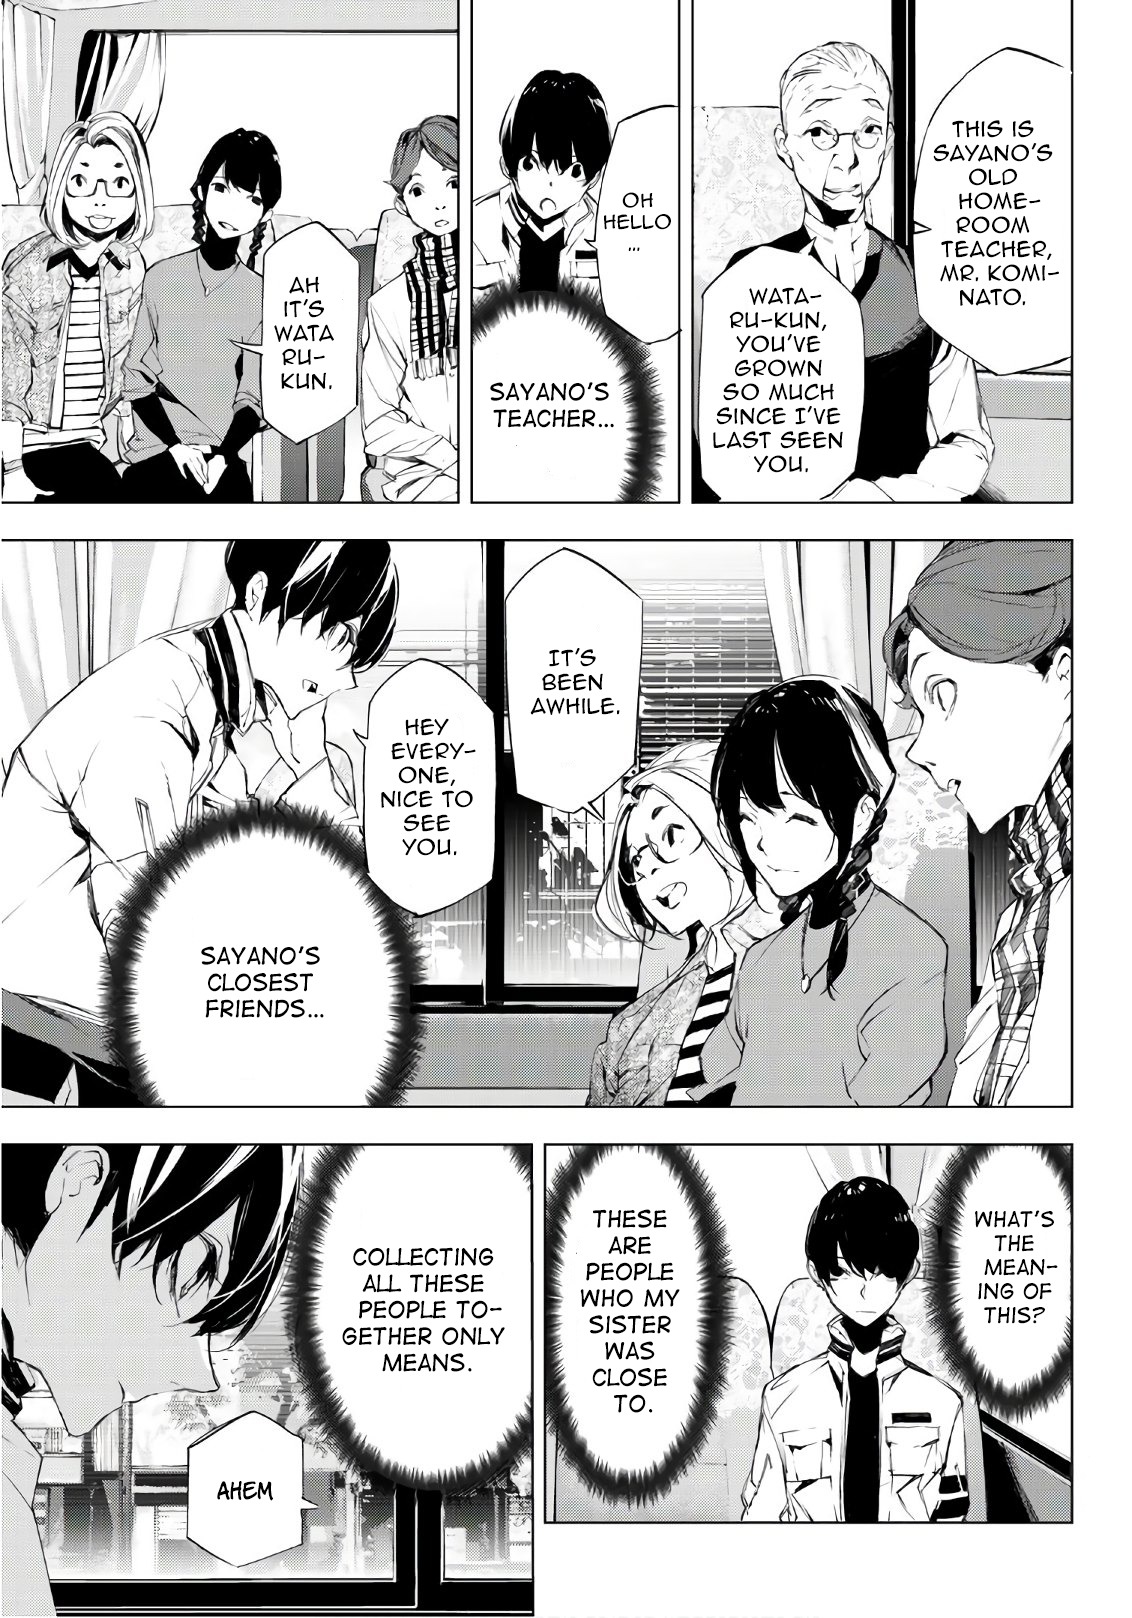 THIS IS
SAYANO'S
OLD
HOME-
ROOM
TEACHER,
MR. KOMI-
NATO.
WATA-
RU-KUN,
YOU'VE
GROWN
SO MUCH
SINCE I'VE
LAST SEEN
YOU.
OH
HELLO
...
SAYANO'S
TEACHER...
AH
IT'S
WATA
RU-
KUN.
IT'S
BEEN
AWHILE.
HEY
EVERY-
ONE,
NICE TO
SEE
YOU.
SAYANO'S
CLOSEST
FRIENDS...
WHAT'S
THE
MEAN-
ING OF
THIS?
THESE
ARE
PEOPLE
WHO MY
SISTER
WAS
CLOSE
TO.
COLLECTING
ALL THESE
PEOPLE TO-
GETHER ONLY
MEANS.
AHEM